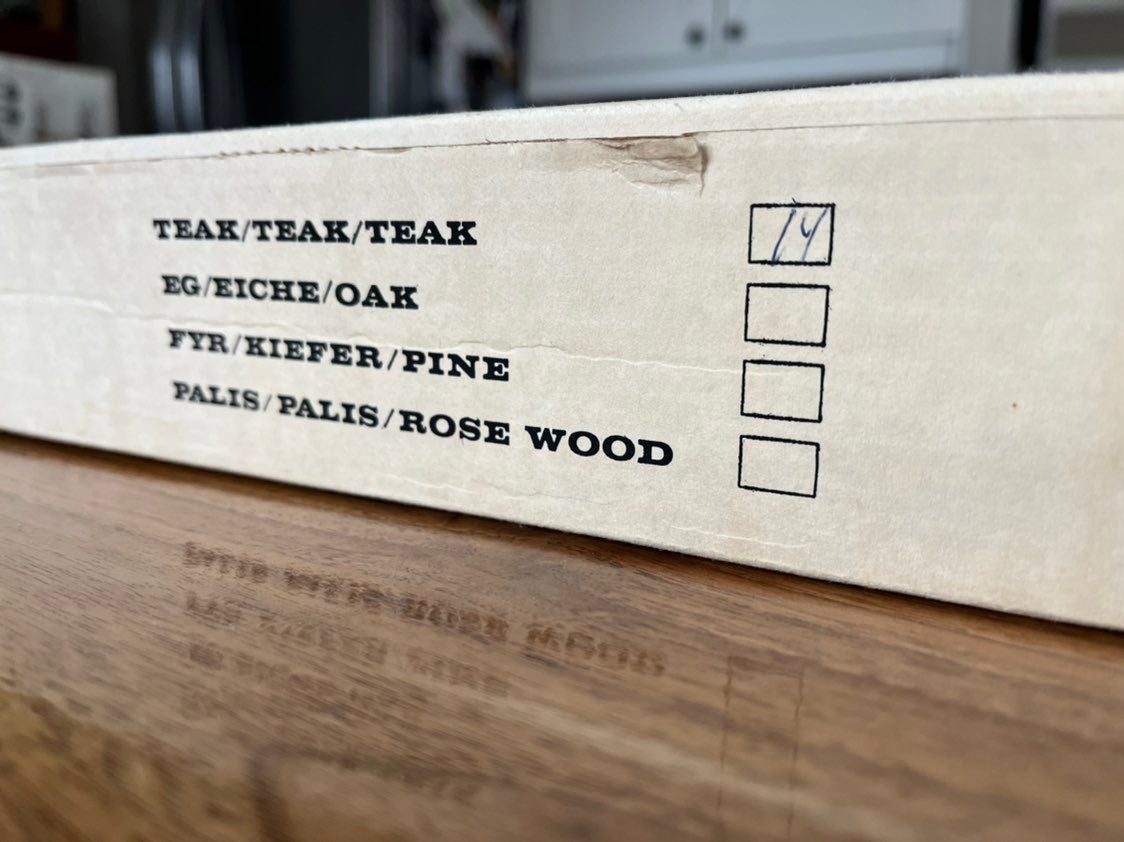 TEAK/TEAK/TEAK 14
EG/EICHE/OAK
FYR/KIEFER/PINE
PALIS/PALIS/ROSE WOOD